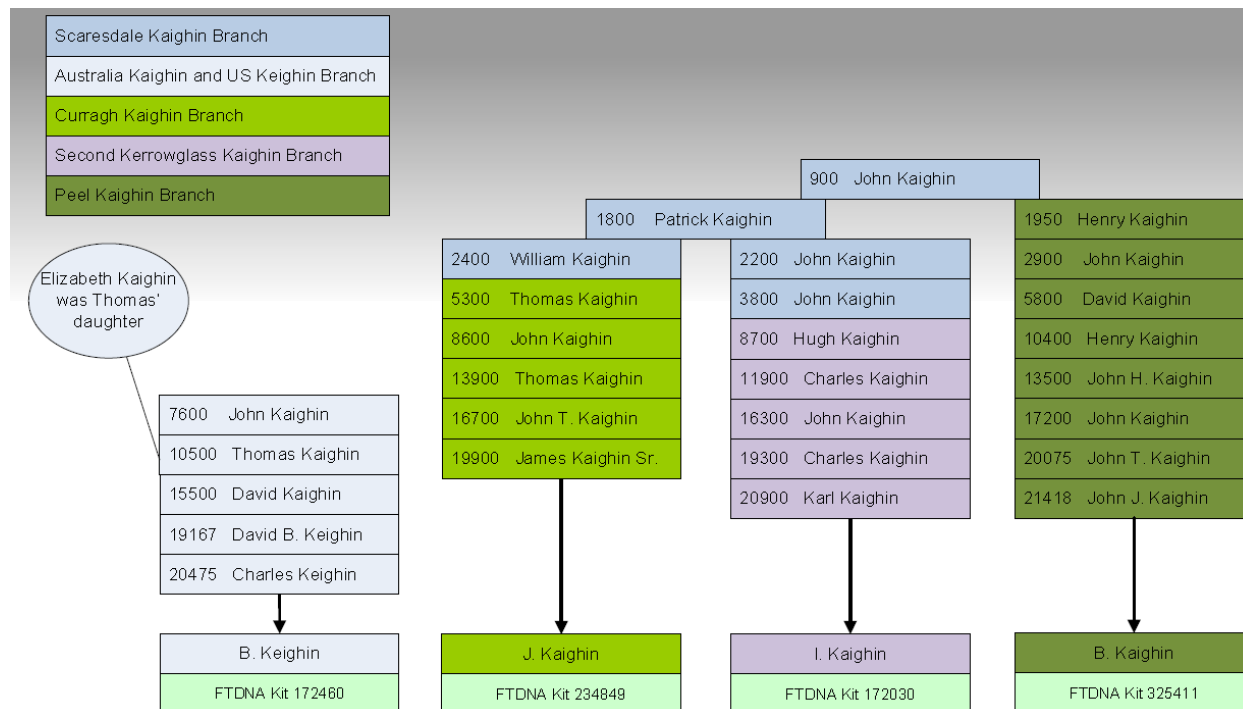 Scaresdale Kaighin Branch
Australia Kaighin and US Keighin Branch
Curragh Kaighin Branch
Second Kerrowglass Kaighin Branch
Peel Kaighin Branch
900 John Kaighin
1800 Patrick Kaighin
1950 Henry Kaighin
2400 William Kaighin
2200 John Kaighin
2900 John Kaighin
Elizabeth Kaighin
was Thomas'
daughter
5300 Thomas Kaighin
3800 John Kaighin
5800 David Kaighin
8600 John Kaighin
8700 Hugh Kaighin
10400 Henry Kaighin
13900 Thomas Kaighin
11900 Charles Kaighin
13500 John H. Kaighin
7600 John Kaighin
16700 John T. Kaighin
16300 John Kaighin
17200 John Kaighin
10500 Thomas Kaighin
19900 James Kaighin Sr.
19300 Charles Kaighin
20075 John T. Kaighin
15500 David Kaighin
20900 Karl Kaighin
21418 John J. Kaighin
19167 David B. Keighin
20475 Charles Keighin
B. Keighin
J. Kaighin
I. Kaighin
B. Kaighin
FTDNA Kit 172460
FTDNA Kit 234849
FTDNA Kit 172030
FTDNA Kit 325411